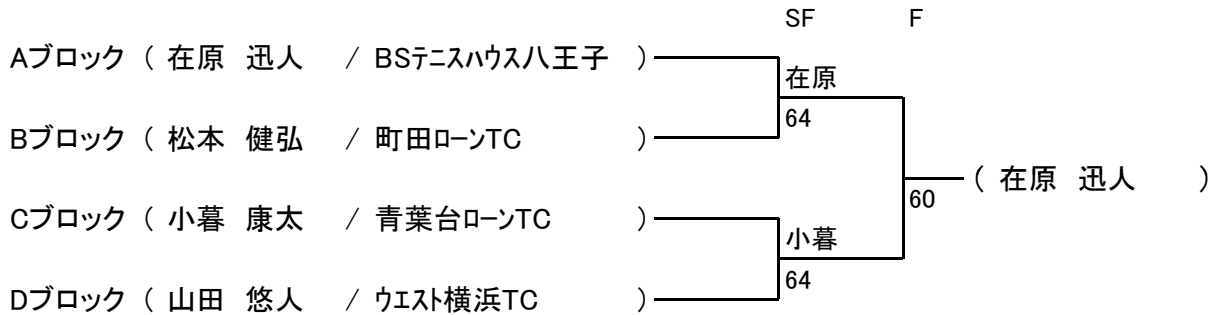 SF F
Aブロック ( 在原 迅人 / BSﾃﾆｽﾊｳｽ八王子 )
在原
64
Bブロック ( 松本 健弘 / 町田ﾛｰﾝTC )
( 在原 迅人 )
60
Cブロック ( 小暮 康太 / 青葉台ﾛｰﾝTC )
小暮
64
Dブロック ( 山田 悠人 / ｳｴｽﾄ横浜TC )